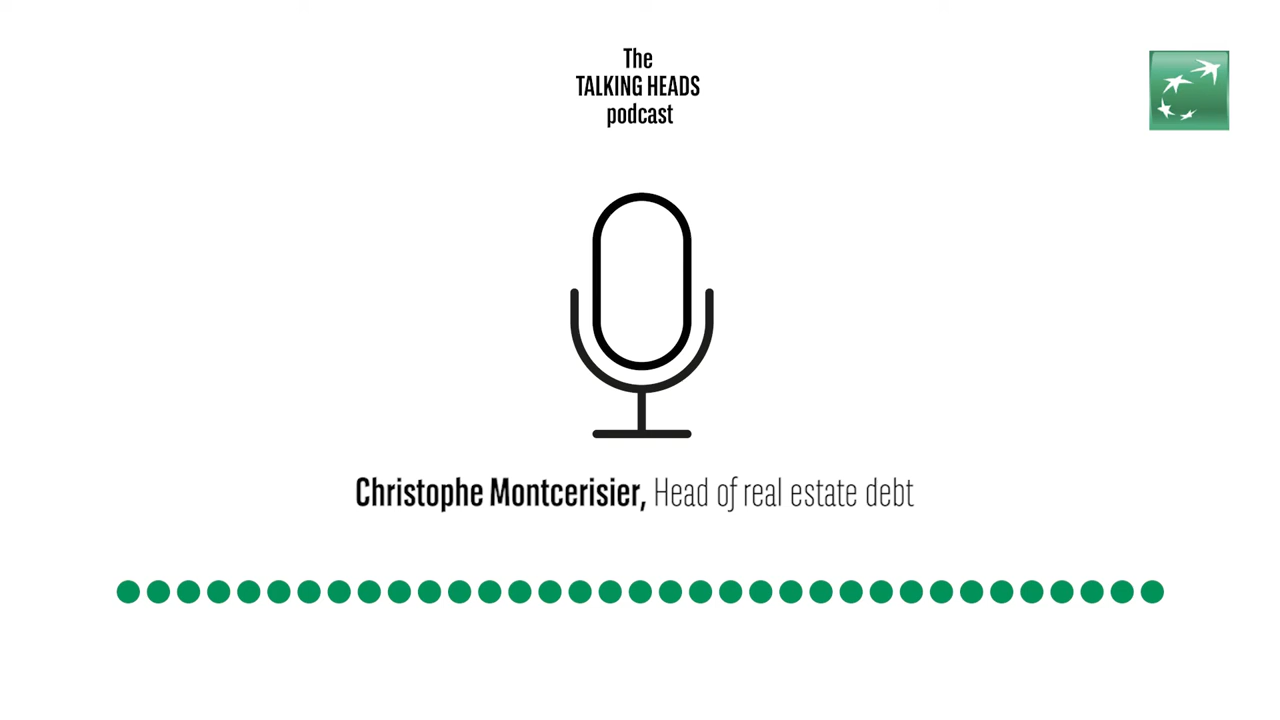 The
TALKING HEADS
podcast
Christophe Montcerisier, Head of real estate debt